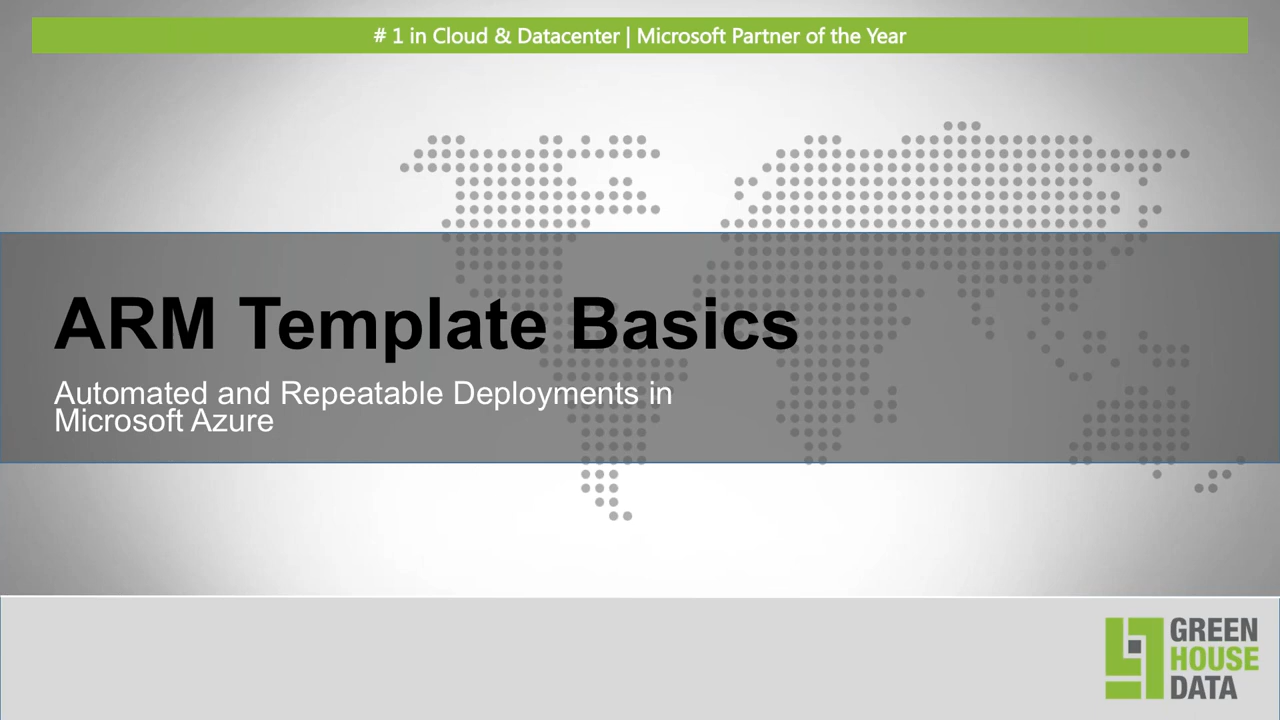 # 1 in Cloud & Datacenter | Microsoft Partner of the Year
ARM Template Basics
Automated and Repeatable Deployments in
Microsoft Azure
GREEN
HOUSE
DATA